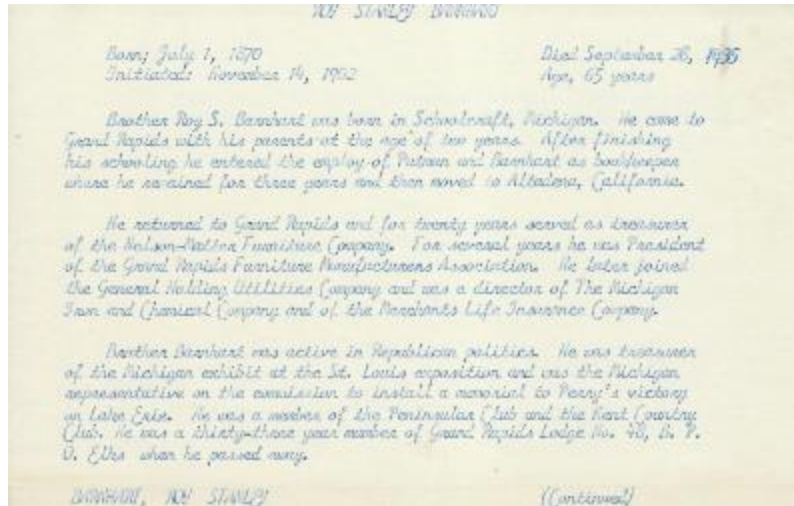 ROY STANLEY BARNHART
Born; July 1, 1870
Died September 28, 1935
Initiated: November 14, 1902
Age, 65 years
Brother Roy S. Barnhart was born in Schoolcraft, Michigan. He came to
Grand Rapids with his parents at the age of two years. After finishing
his schooling he entered the employ of Putnam and Barnhart as bookkeeper
where he remained for three years and then moved to Altadena, California.
He returned to Grand Rapids and for twenty years served as treasurer
of the Nelson-Matter Furniture Company. For several years he was President
of the Grand Rapids Furniture Manufacturers Association. He later joined
the General Holding Utilities Company and was a director of The Michigan
Iron and Chemical Company and of the Merchants Life Insurance Company.
Brother Barnhart was active in Republican politics. He was treasurer
of the Michigan exhibit at the St. Louis exposition and was the Michigan
representative on the commission to install a memorial to Perry's victory
on Lake Erie. He was a member of the Peninsular Club and the Kent Country
Club. He was a thirty-three year member of Grand Rapids Lodge No. 48, B. P.
O. Elks when he passed away.
BARNHART, ROY STANLEY
(Continued)